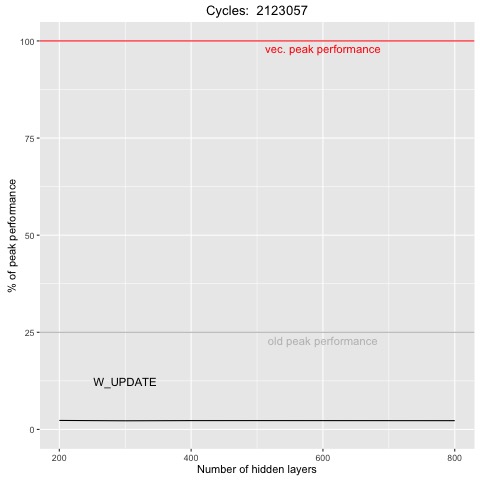 Cycles:  2123057
100
vec. peak performance
75
% of peak performance
50
25
old peak performance
W_UPDATE
0
200
400
600
800
Number of hidden layers